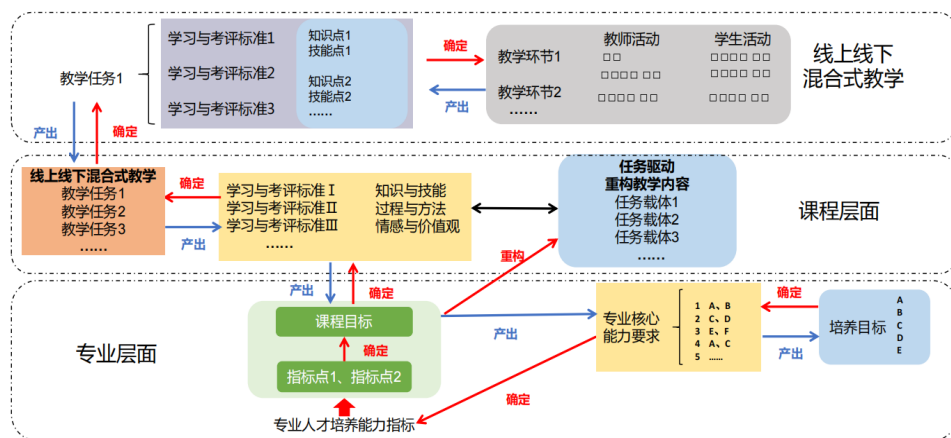 教学任务1
学习与考评标准1
学习与考评标准2
学习与考评标准3
知识点1
技能点1
知识点2
技能点2
……
确定
产出
教师活动
学生活动
教学环节1
□□
□□□□ □□
□□□□ □□
□□□□ □□
教学环节2
□□□□ □□
□□□□ □□
……
线上线下
混合式教学
产出
确定
线上线下混合式教学
教学任务1
教学任务2
教学任务3
……
确定
产出
学习与考评标准Ⅰ
学习与考评标准Ⅱ
学习与考评标准Ⅲ
……
知识与技能
过程与方法
情感与价值观
任务驱动
重构教学内容
任务载体1
任务载体2
任务载体3
……
课程层面
产出
确定
重构
专业层面
课程目标
确定
指标点1、指标点2
专业人才培养能力指标
产出
确定
专业核心
能力要求
1 A、B
2 C、D
3 E、F
4 A、C
5 ……
确定
产出
培养目标
A
B
C
D
E